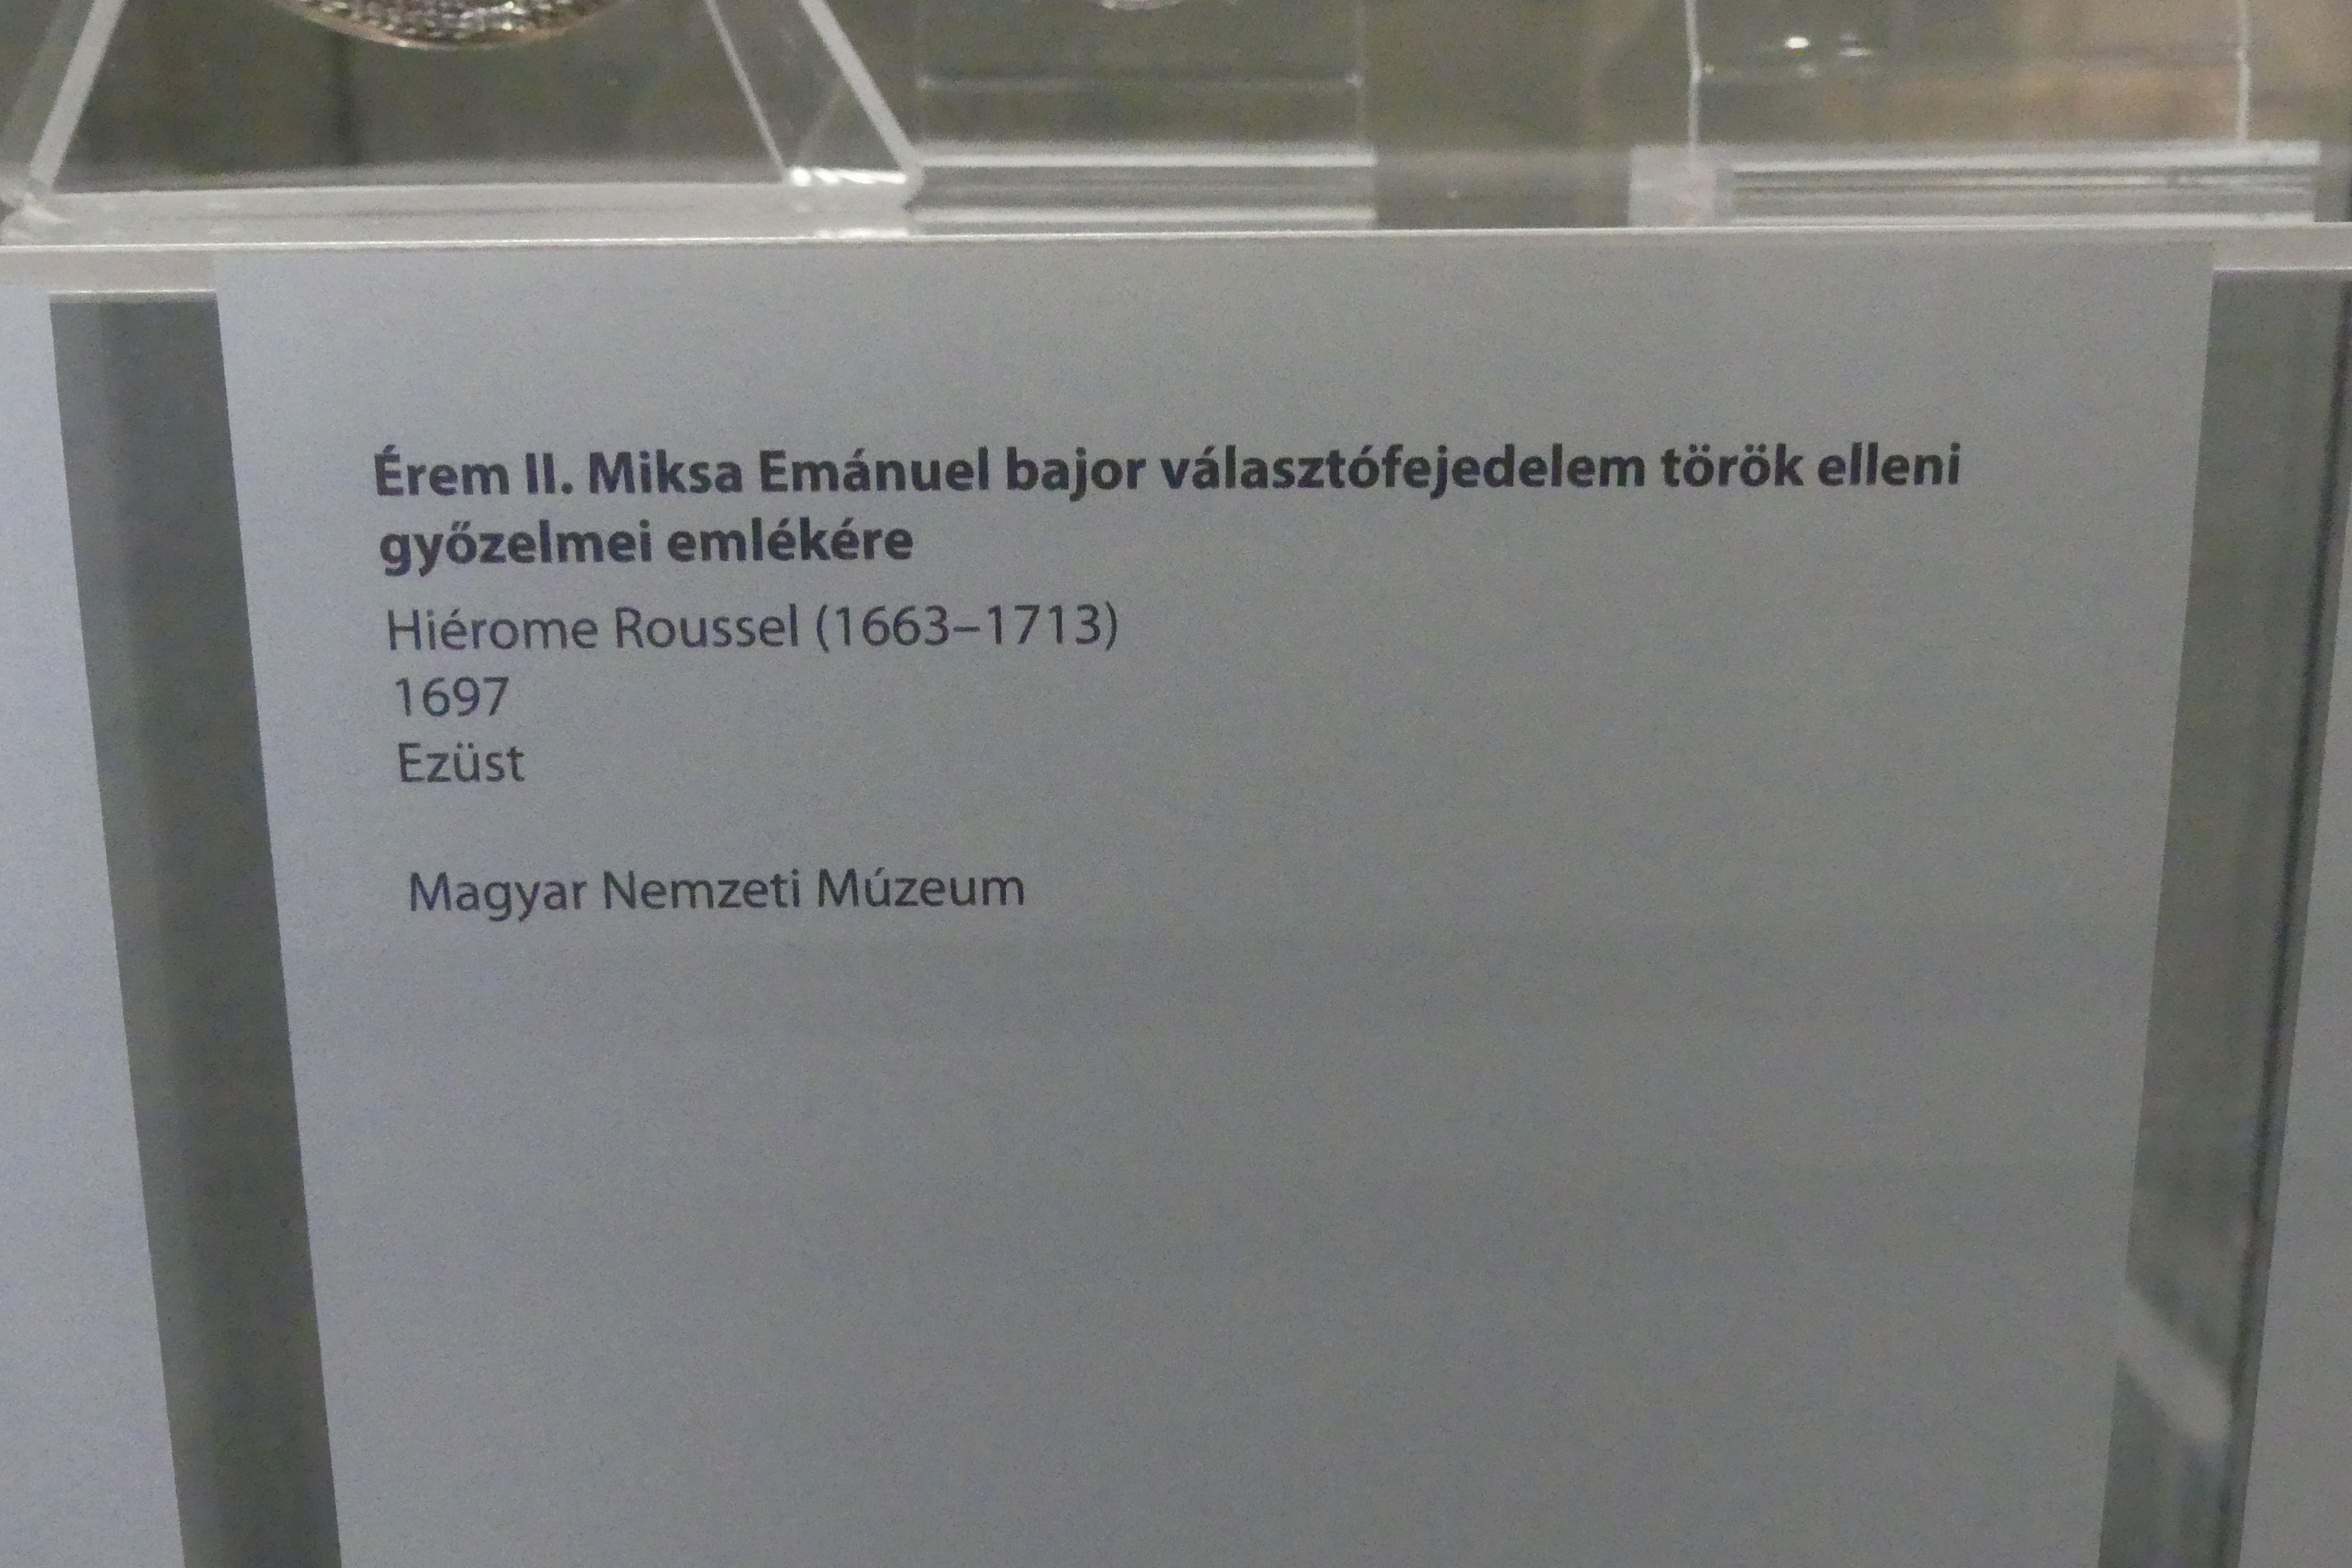 Érem II. Miksa Emánuel bajor választófejedelem török elleni
győzelmei emlékére
Hiérome Roussel (1663–1713)
1697
Ezüst
Magyar Nemzeti Múzeum